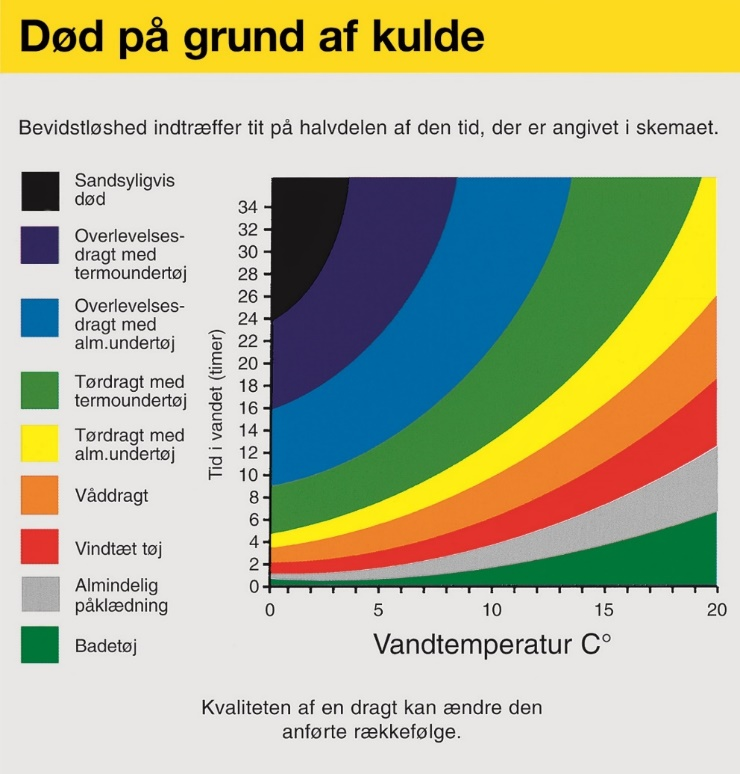 Død på grund af kulde
Bevidstløshed indtræffer tit på halvdelen af den tid, der er angivet i skemaet.
Sandsyligvis
død
Overlevelses-
dragt med
termoundertøj
Overlevelses-
dragt med
alm.undertøj
Tørdragt med
termoundertøj
Tørdragt med
alm.undertøj
Våddragt
Vindtæt tøj
Almindelig
påklædning
Badetøj
Tid i vandet (timer)
34
32
30
28
26
24
22
20
18
16
14
12
10
8
6
4
2
0
0 5 10 15 20
Vandtemperatur C°
Kvaliteten af en dragt kan ændre den
anførte rækkefølge.